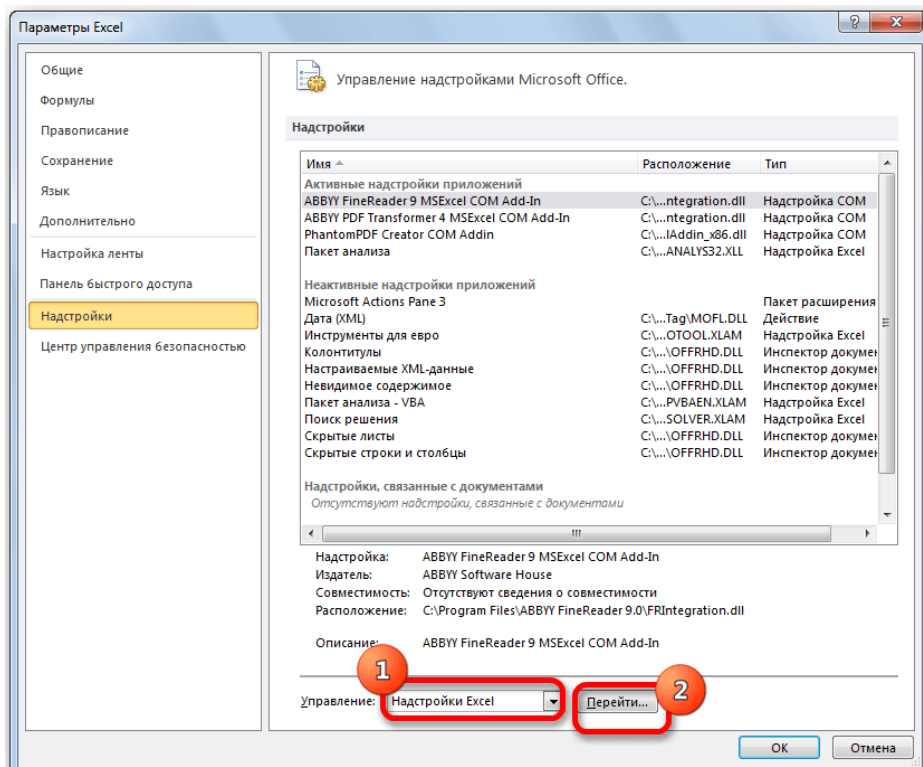 Параметры Excel
Общие
Формулы
Правописание
Сохранение
Язык
Дополнительно
Настройка ленты
Панель быстрого доступа
Надстройки
Центр управления безопасностью
Управление надстройками Microsoft Office.
Надстройки
Имя Расположение Тип
Активные надстройки приложений
ABBYY FineReader 9 MSExcel COM Add-In C:\...ntegration.dll Надстройка COM
ABBYY PDF Transformer 4 MSExcel COM Add-In C:\...ntegration.dll Надстройка COM
PhantomPDF Creator COM Addin C:\...lAddin_x86.dll Надстройка COM
Пакет анализа C:\...ANALYS32.XLL Надстройка Excel
Неактивные надстройки приложений
Microsoft Actions Pane 3 Пакет расширения
Дата (XML) C:\...Tag\MOFL.DLL Действие
Инструменты для евро C:\...OTOOL.XLAM Надстройка Excel
Колонтитулы C:\...\OFFRHD.DLL Инспектор докумен
Настраиваемые XML-данные C:\...\OFFRHD.DLL Инспектор докумен
Невидимое содержимое C:\...\OFFRHD.DLL Инспектор докумен
Пакет анализа - VBA C:\...PVBAEN.XLAM Надстройка Excel
Поиск решения C:\...SOLVER.XLAM Надстройка Excel
Скрытые листы C:\...\OFFRHD.DLL Инспектор докумен
Скрытые строки и столбцы C:\...\OFFRHD.DLL Инспектор докумен
Надстройки, связанные с документами
Отсутствуют надстройки, связанные с документами
Надстройка: ABBYY FineReader 9 MSExcel COM Add-In
Издатель: ABBYY Software House
Совместимость: Отсутствуют сведения о совместимости
Расположение: C:\Program Files\ABBYY FineReader 9.0\FRIntegration.dll
Описание: ABBYY FineReader 9 MSExcel COM Add-In
1
2
Управление: Надстройки Excel Перейти...
ОК Отмена